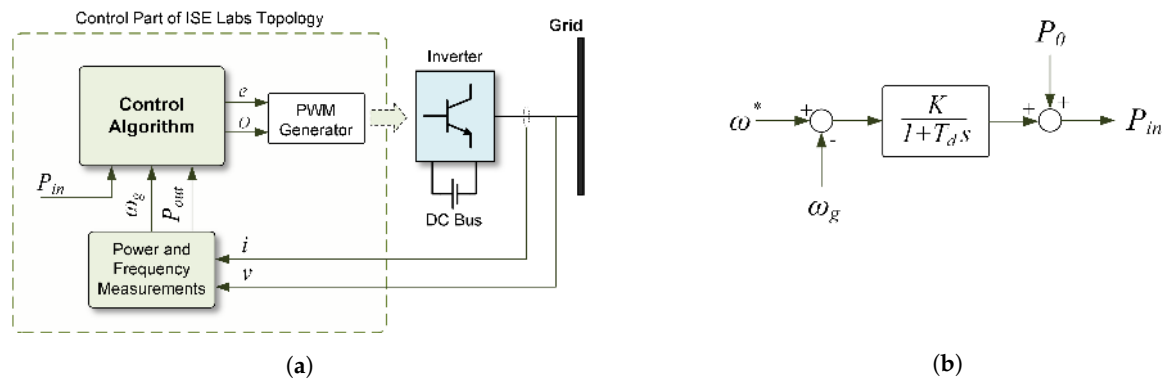 Control Part of ISE Labs Topology
Grid
Inverter
Control
Algorithm
e
O
PWM
Generator
DC Bus
P_in
ω_g
P_out
Power and
Frequency
Measurements
i
v
(a)
P_0
ω*
+
-
K
1+T_d s
+
+
P_in
ω_g
(b)